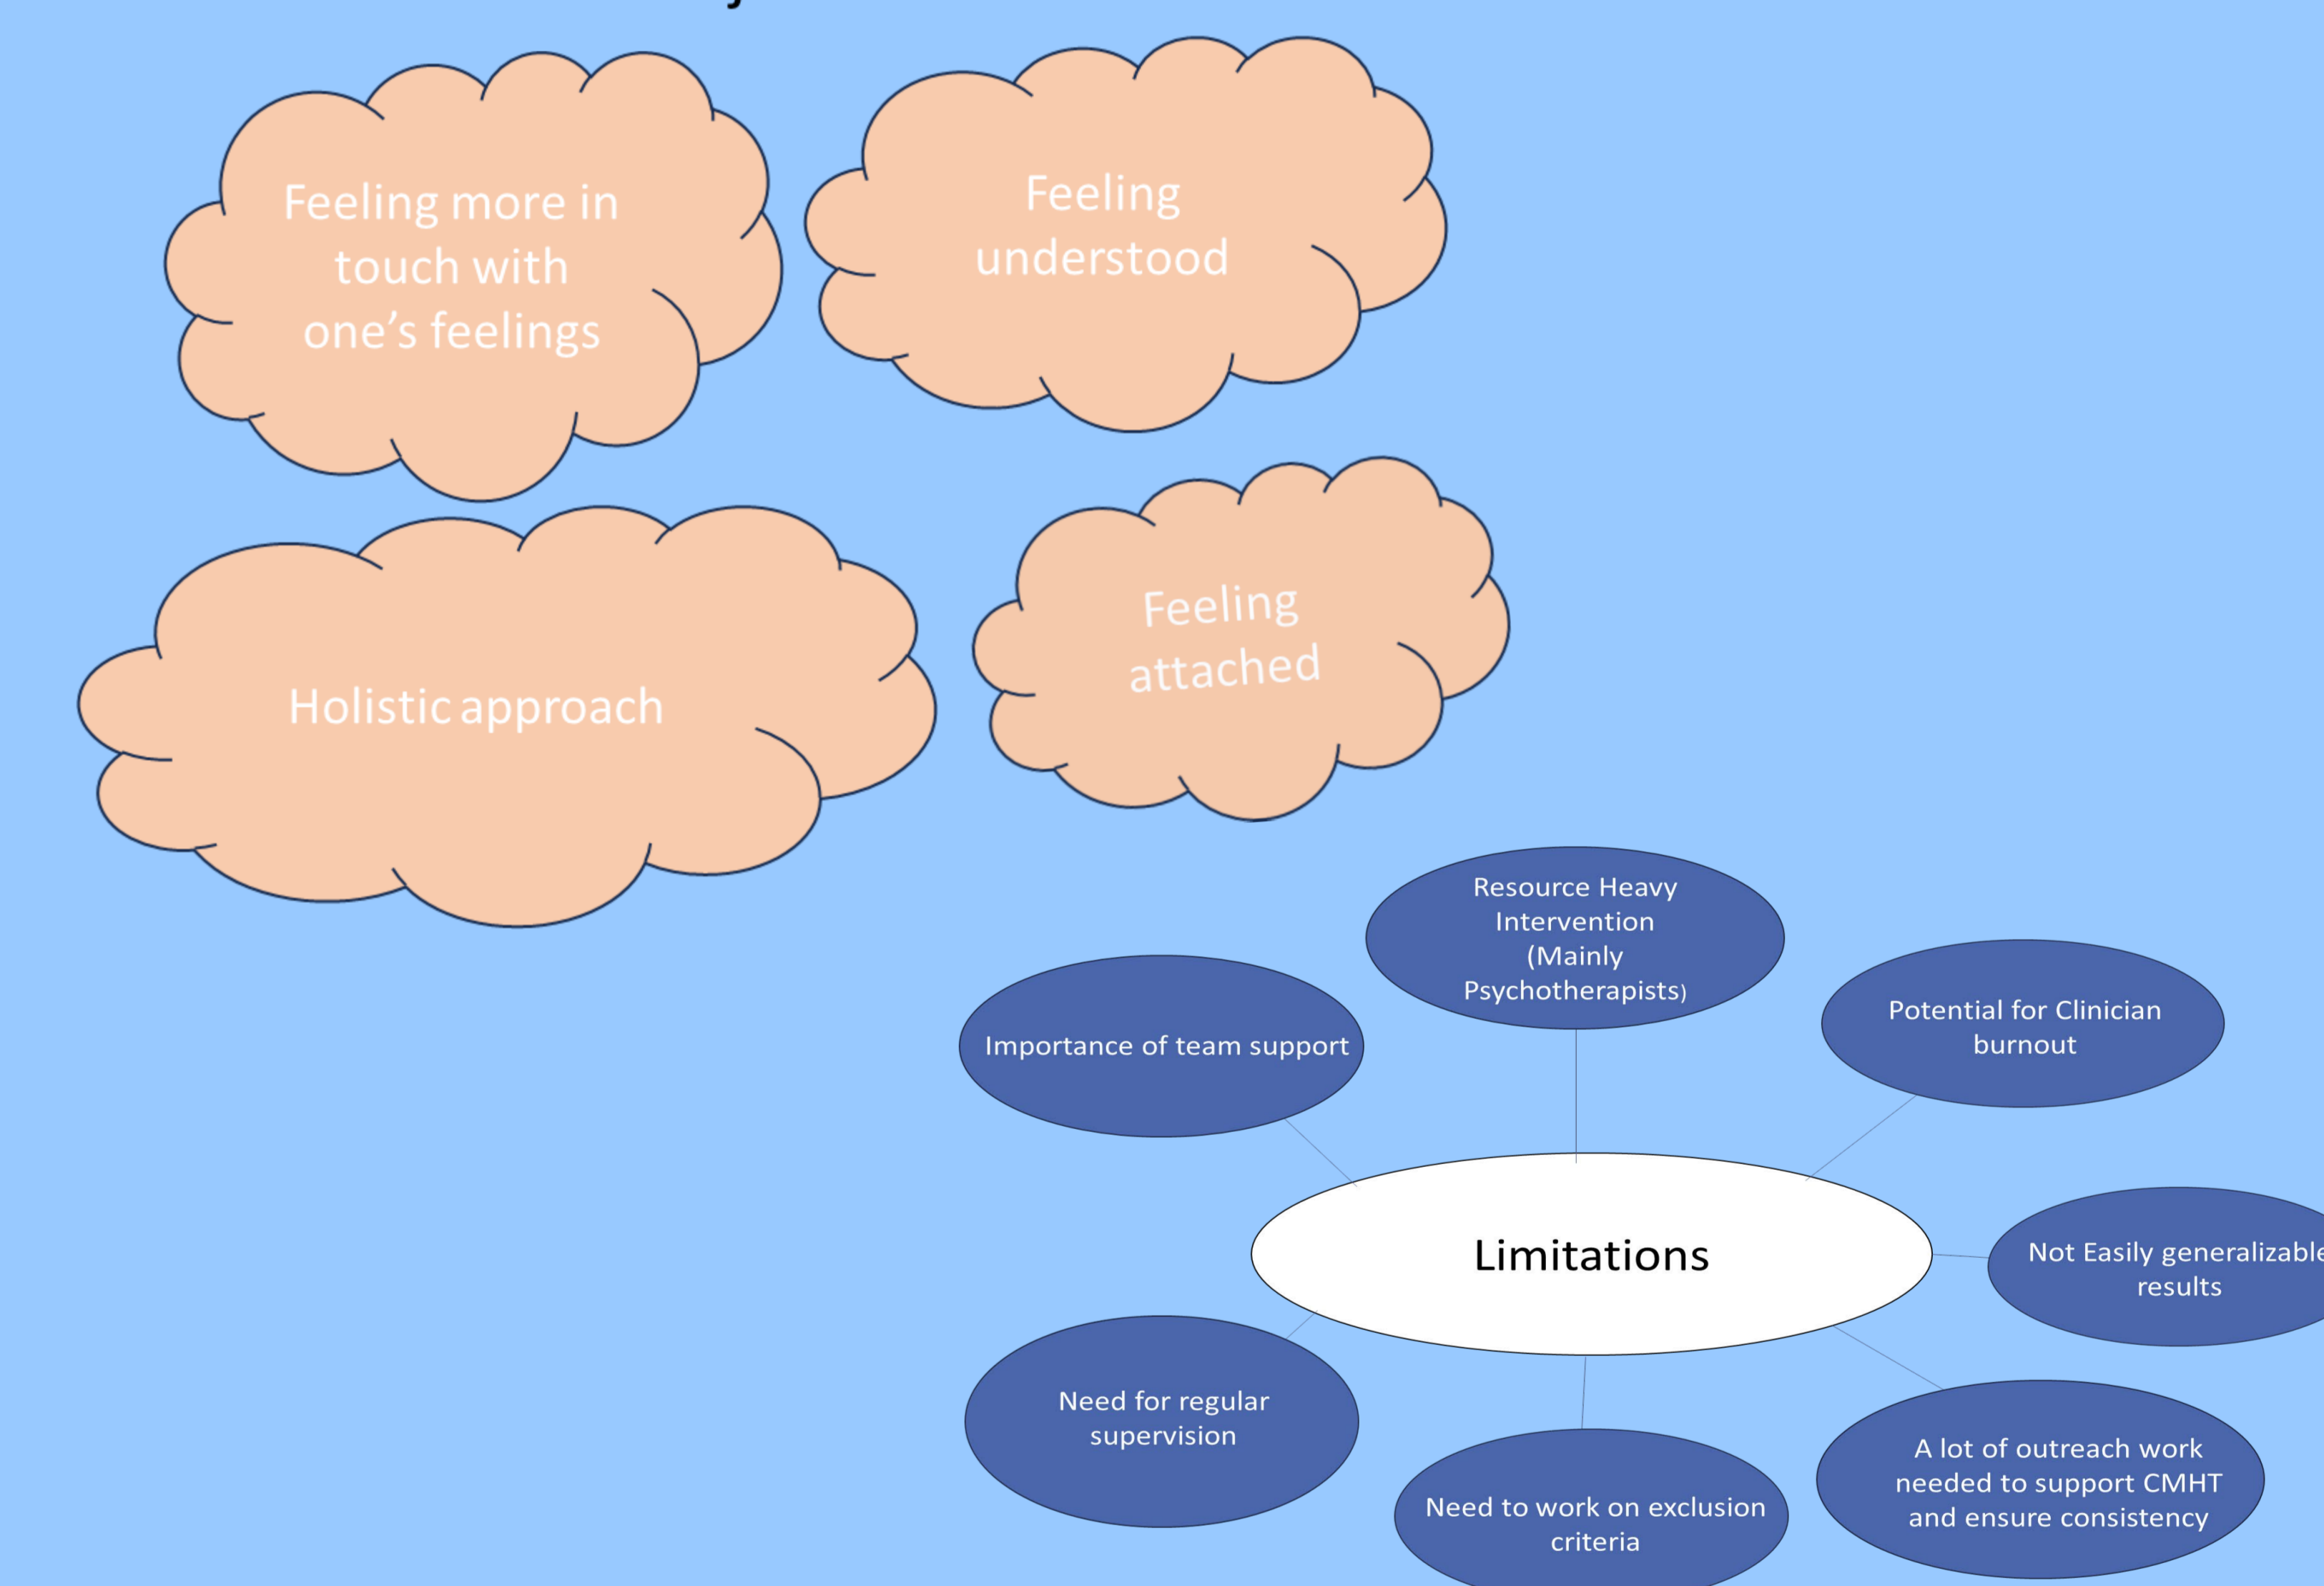 Feeling more in
touch with
one's feelings
Feeling
understood
Holistic approach
Feeling
attached
Resource Heavy
Intervention
(Mainly
Psychotherapists)
Importance of team support
Potential for Clinician
burnout
Limitations
Not Easily generalizable
results
Need for regular
supervision
Need to work on exclusion
criteria
A lot of outreach work
needed to support CMHT
and ensure consistency